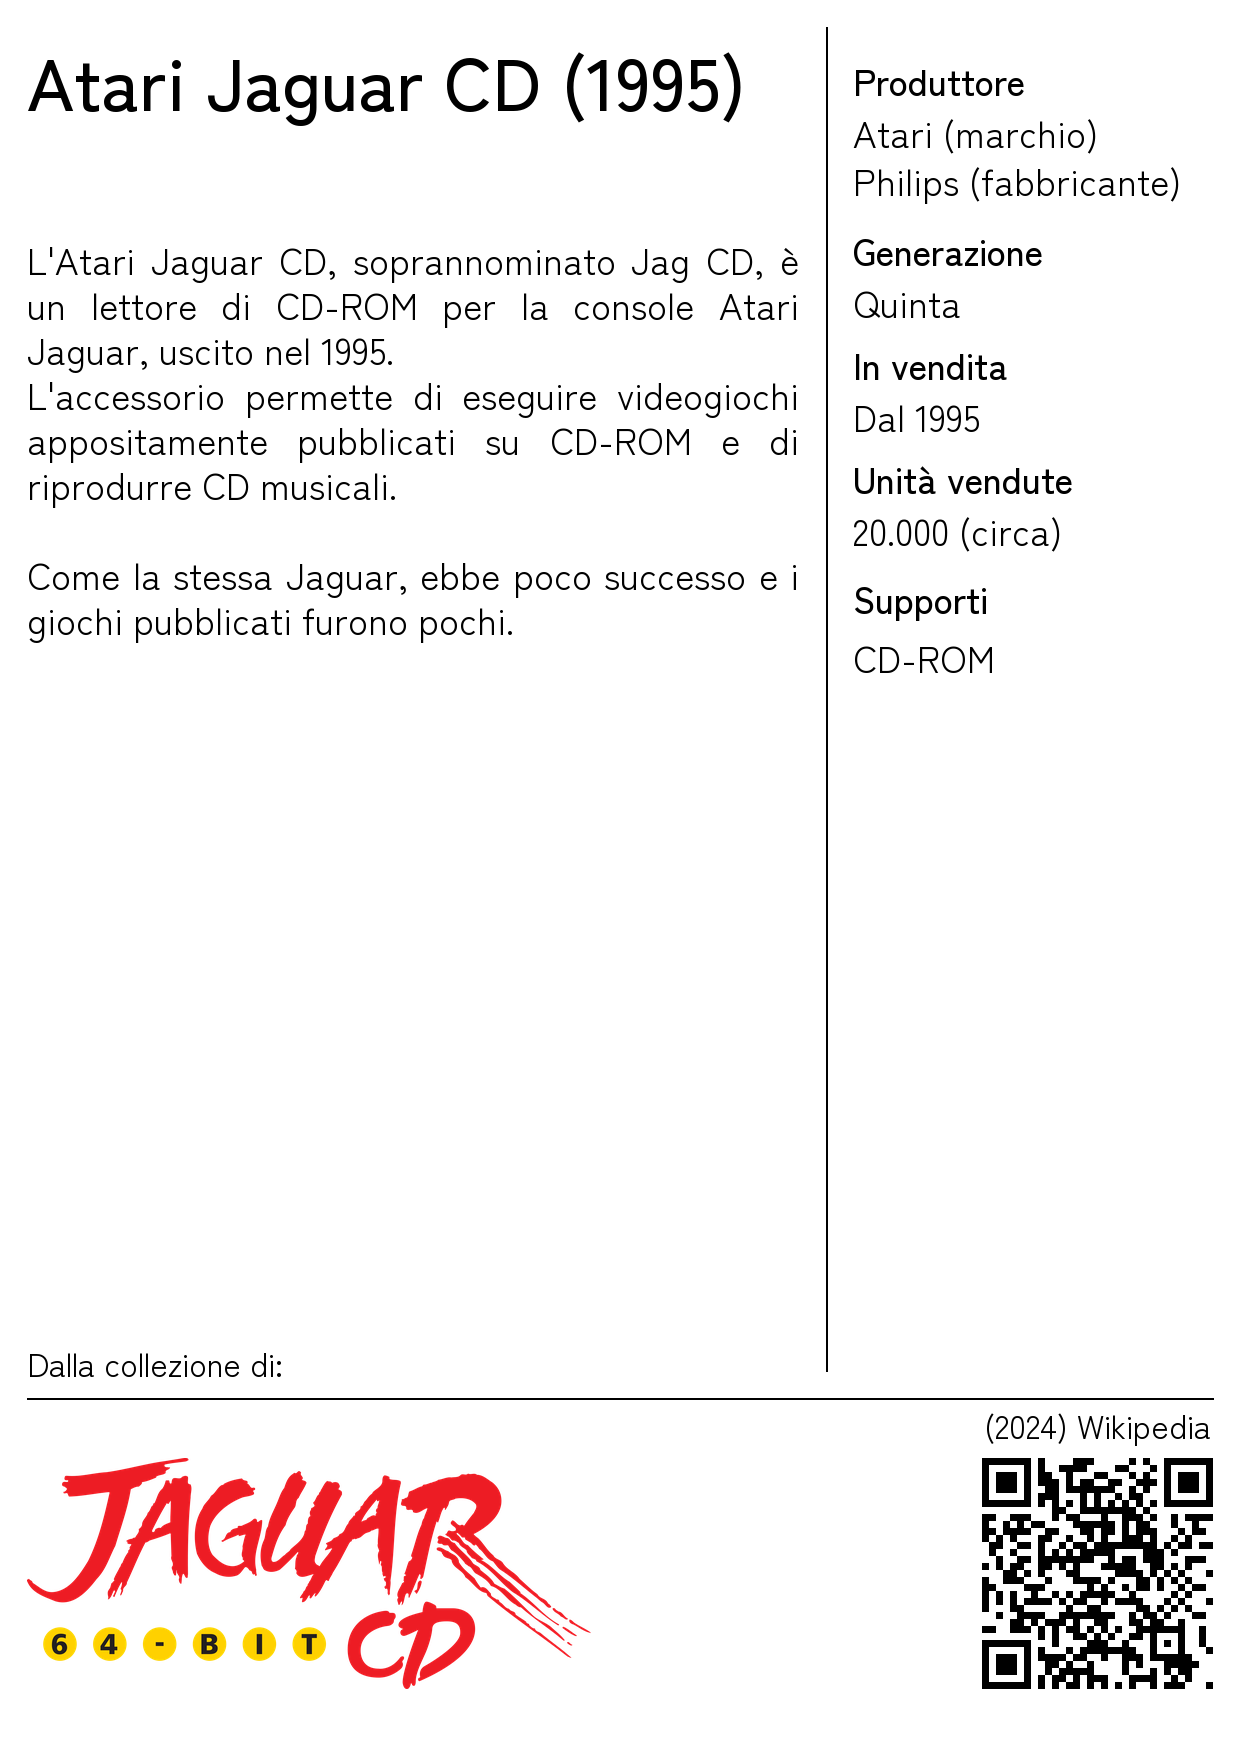 Atari Jaguar CD (1995)
L'Atari Jaguar CD, soprannominato Jag CD, è
un lettore di CD-ROM per la console Atari
Jaguar, uscito nel 1995.
L'accessorio permette di eseguire videogiochi
appositamente pubblicati su CD-ROM e di
riprodurre CD musicali.
Come la stessa Jaguar, ebbe poco successo e i
giochi pubblicati furono pochi.
Produttore
Atari (marchio)
Philips (fabbricante)
Generazione
Quinta
In vendita
Dal 1995
Unità vendute
20.000 (circa)
Supporti
CD-ROM
Dalla collezione di:
(2024) Wikipedia
JAGUAR
64-BIT CD